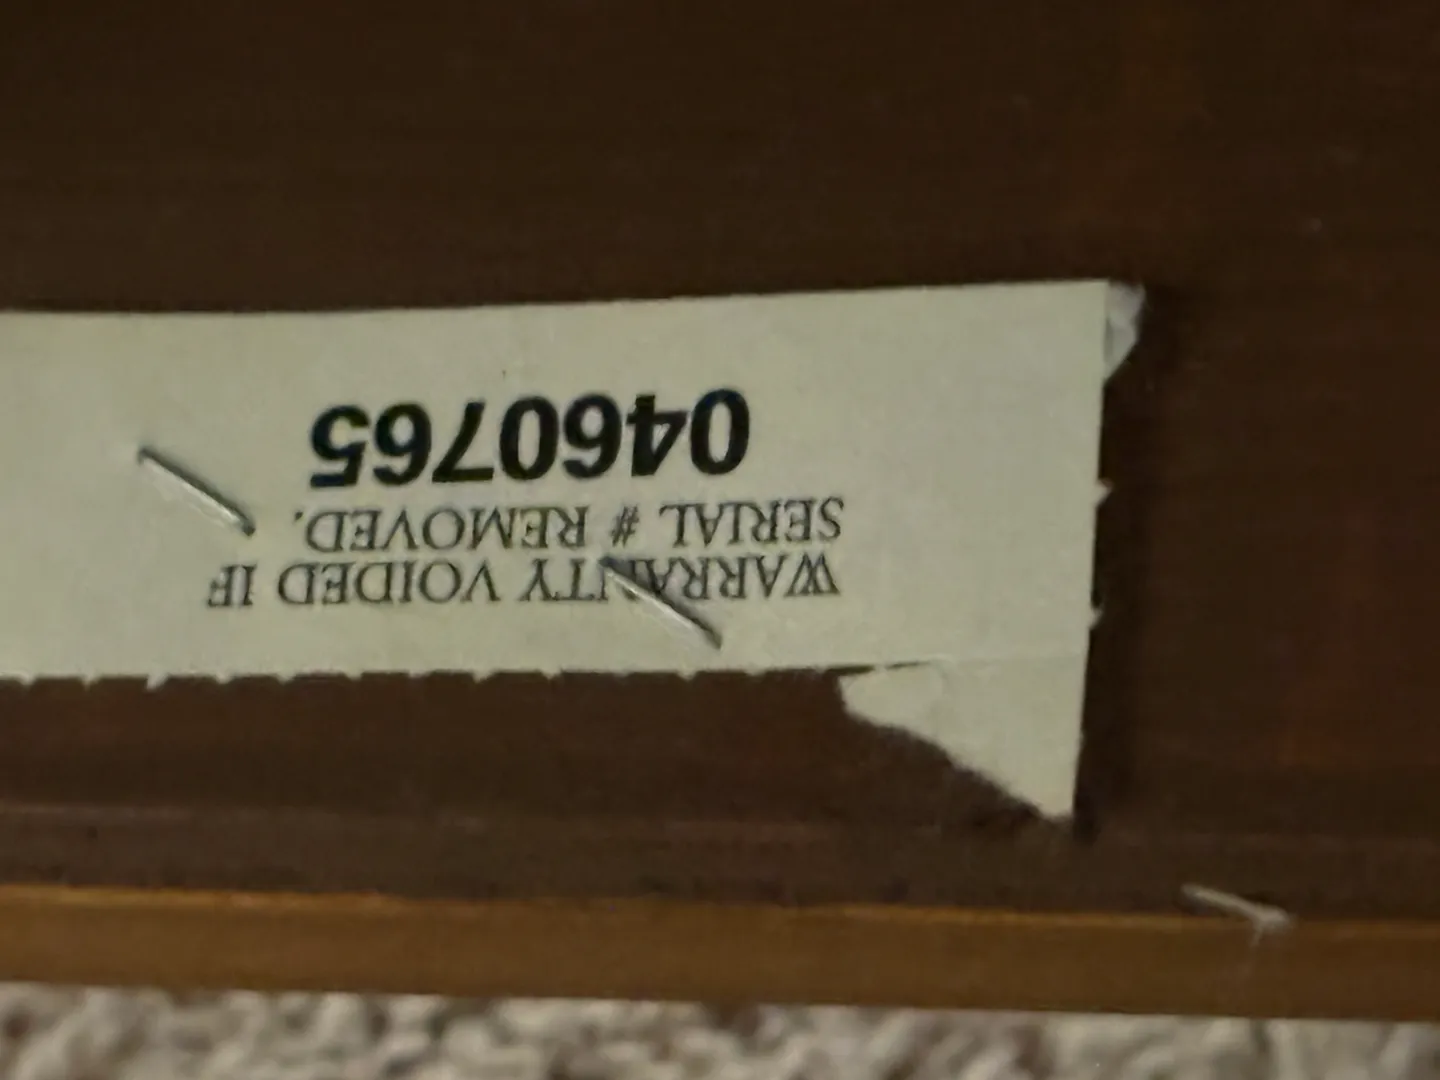 WARRANTY VOIDED IF
SERIAL # REMOVED.
0460765